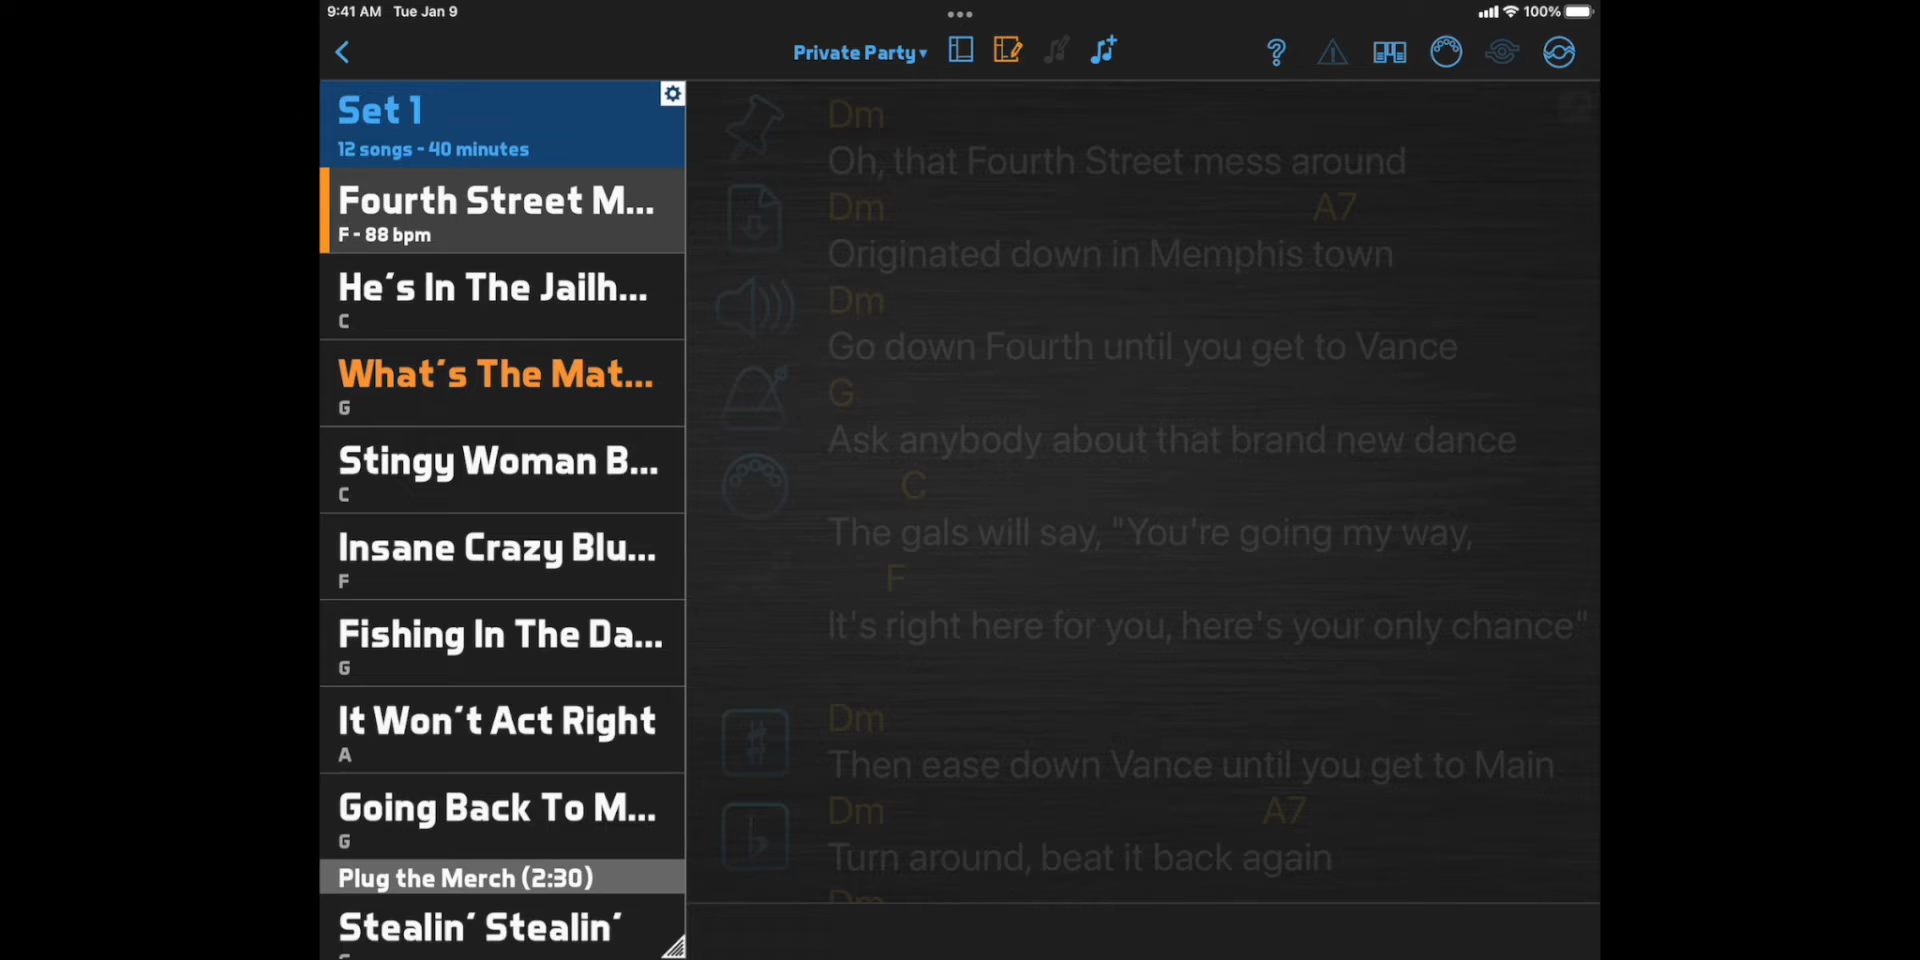 9:41 AM Tue Jan 9
100%
Private Party
Set 1
12 songs - 40 minutes
Fourth Street M...
F - 88 bpm
He's In The Jailh...
C
What's The Mat...
G
Stingy Woman B...
C
Insane Crazy Blu...
F
Fishing In The Da...
G
It Won't Act Right
A
Going Back To M...
G
Plug the Merch (2:30)
Stealin' Stealin'
Dm
Oh, that Fourth Street mess around
Dm A7
Originated down in Memphis town
Dm
Go down Fourth until you get to Vance
G
Ask anybody about that brand new dance
C
The gals will say, "You're going my way,
F
It's right here for you, here's your only chance"
Dm
Then ease down Vance until you get to Main
Dm A7
Turn around, beat it back again
Dm